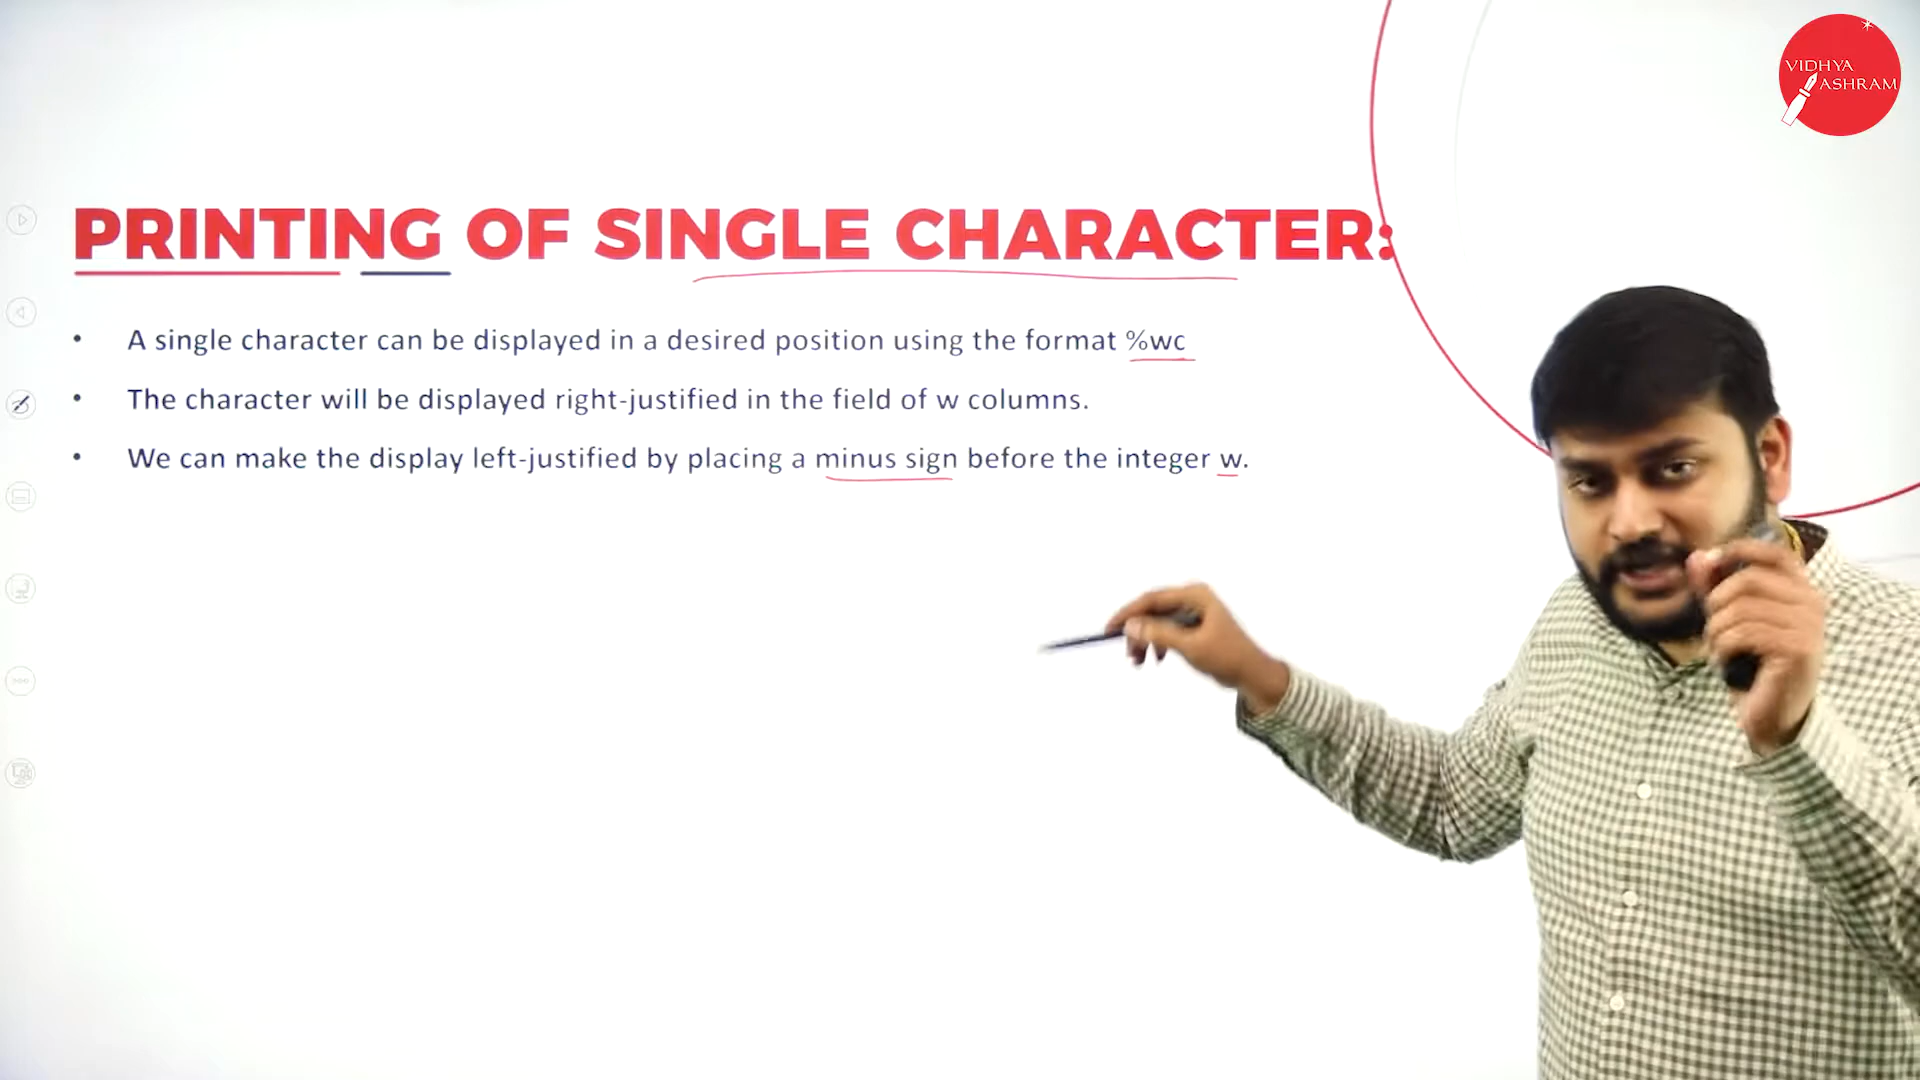 VIDHYA
ASHRAM
PRINTING OF SINGLE CHARACTER:
• A single character can be displayed in a desired position using the format %wc
• The character will be displayed right-justified in the field of w columns.
• We can make the display left-justified by placing a minus sign before the integer w.